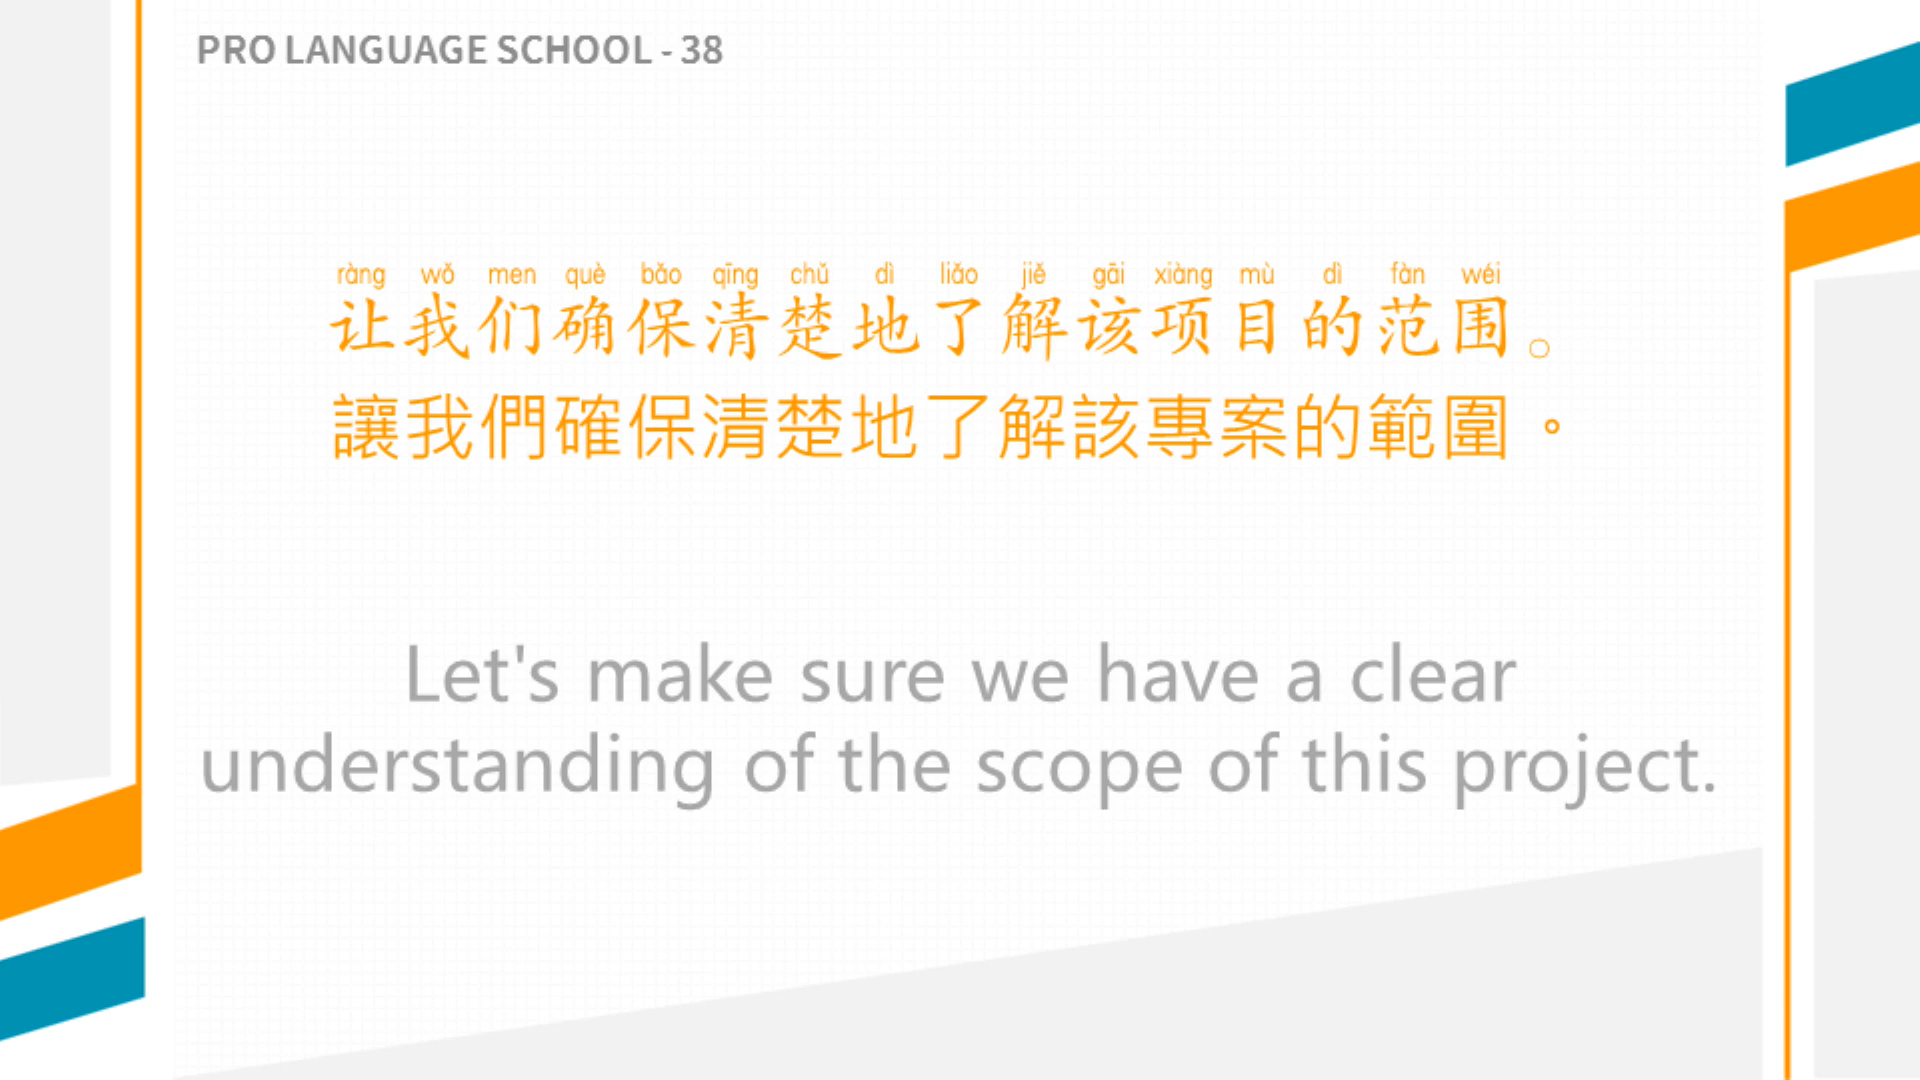 PRO LANGUAGE SCHOOL - 38
ràng wǒ men què bǎo qīng chǔ dì liǎo jiě gāi xiàng mù dì fàn wéi
让我们确保清楚地了解该项目的范围。
讓我們確保清楚地了解該專案的範圍。
Let's make sure we have a clear
understanding of the scope of this project.